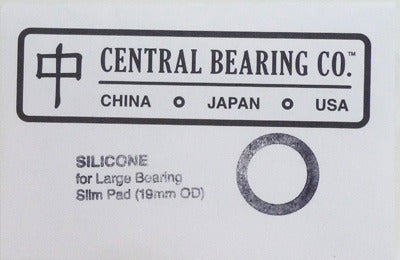 中 CENTRAL BEARING CO.™
CHINA JAPAN USA
SILICONE
for Large Bearing
Slim Pad (19mm OD)